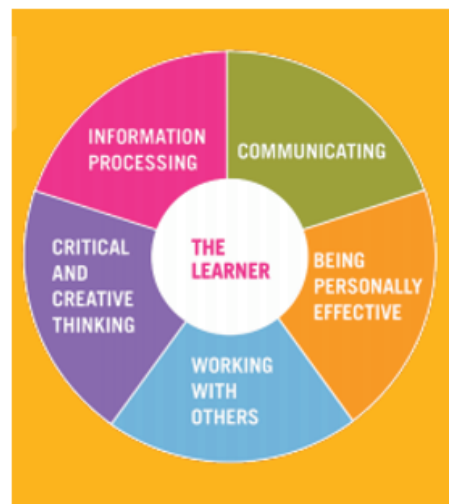 INFORMATION
PROCESSING
COMMUNICATING
CRITICAL
AND
CREATIVE
THINKING
THE
LEARNER
BEING
PERSONALLY
EFFECTIVE
WORKING
WITH
OTHERS